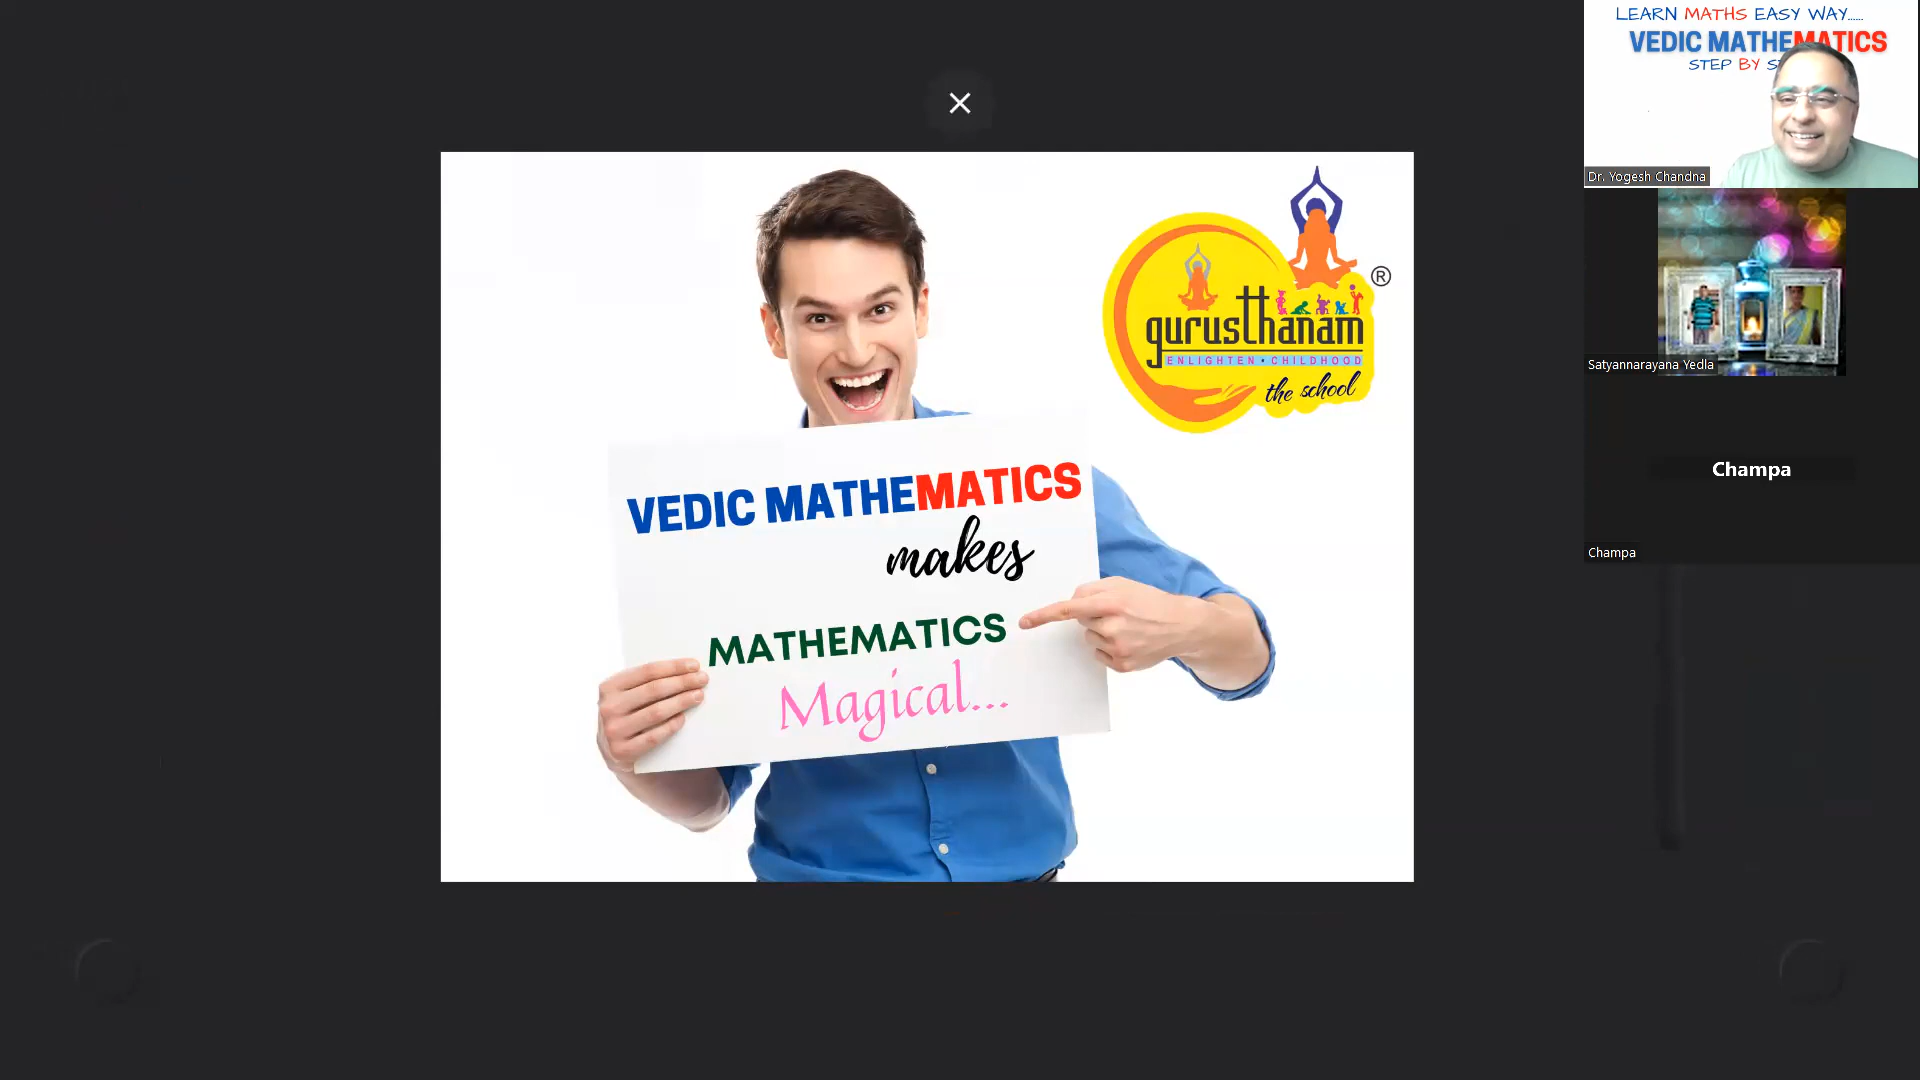 LEARN MATHS EASY WAY......
VEDIC MATHEMATICS
STEP BY
Dr. Yogesh Chandna
gurusthanam
ENLIGHTEN • CHILDHOOD
the school
®
VEDIC MATHEMATICS
makes
MATHEMATICS
Magical...
Satyannarayana Yedla
Champa
Champa